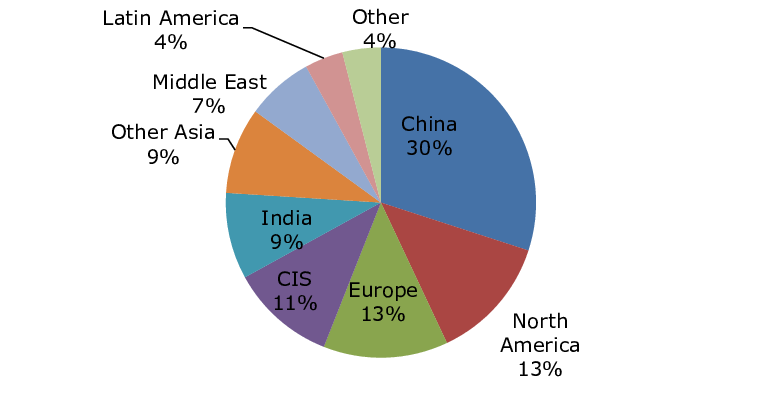 Latin America
4%
Other
4%
Middle East
7%
Other Asia
9%
China
30%
India
9%
CIS
11%
Europe
13%
North
America
13%